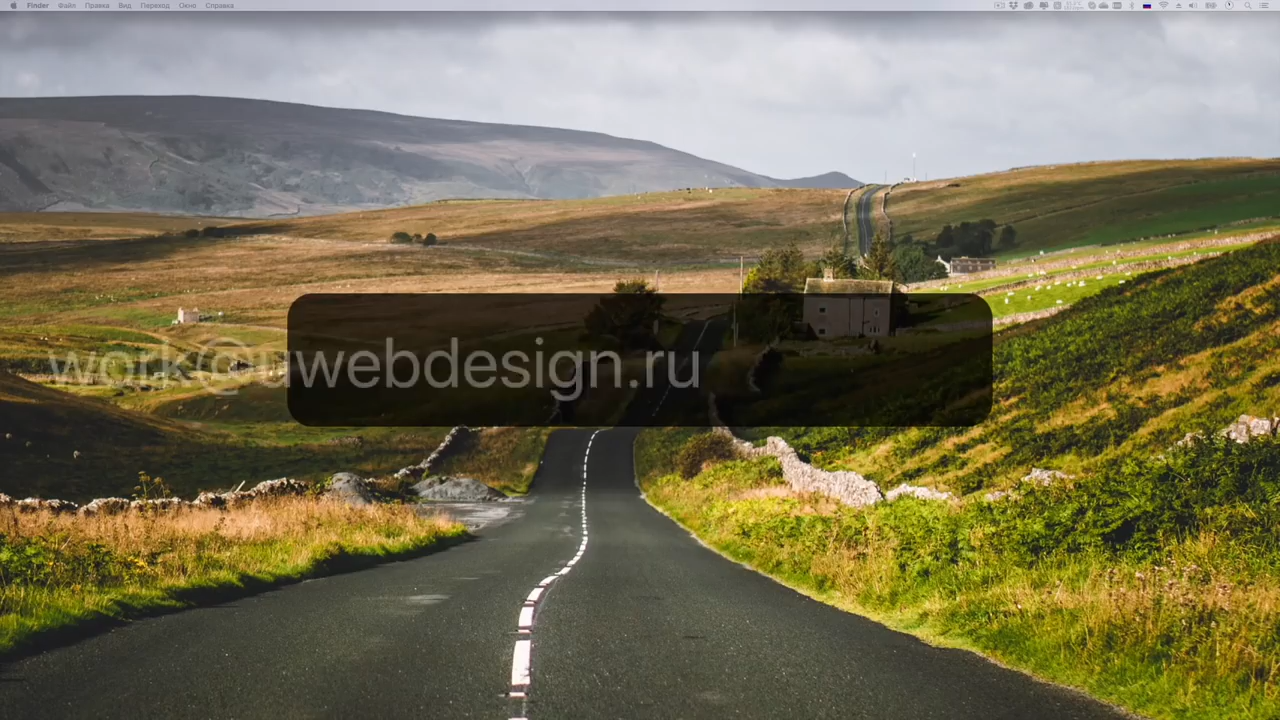 Finder Файл Правка Вид Переход Окно Справка
work@uwebdesign.ru